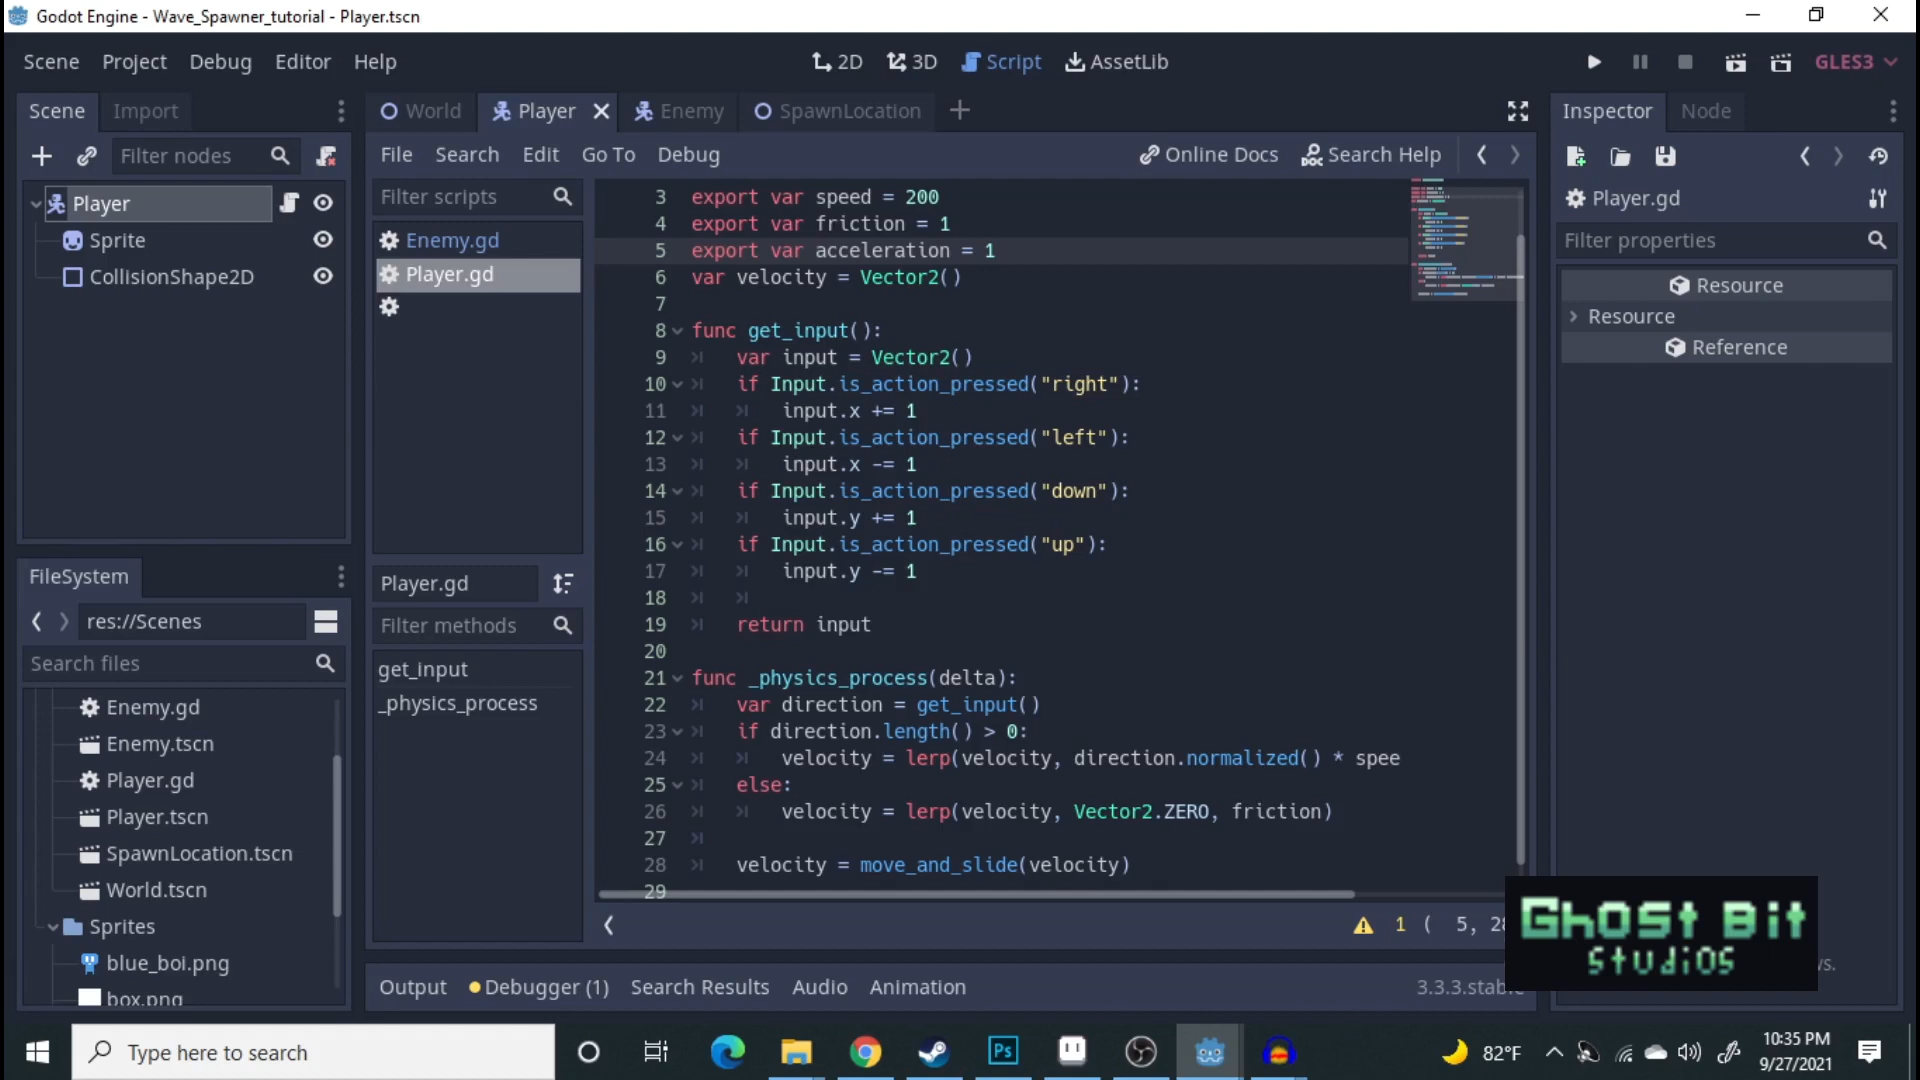 Godot Engine - Wave_Spawner_tutorial - Player.tscn
Scene Project Debug Editor Help
2D 3D Script AssetLib
GLES3
Scene Import
World Player Enemy SpawnLocation
Inspector Node
Filter nodes
File Search Edit Go To Debug
Online Docs Search Help
Player
Sprite
CollisionShape2D
Filter scripts
Enemy.gd
Player.gd
3 export var speed = 200
4 export var friction = 1
5 export var acceleration = 1
6 var velocity = Vector2()
7
8 func get_input():
9 var input = Vector2()
10 if Input.is_action_pressed("right"):
11 input.x += 1
12 if Input.is_action_pressed("left"):
13 input.x -= 1
14 if Input.is_action_pressed("down"):
15 input.y += 1
16 if Input.is_action_pressed("up"):
17 input.y -= 1
18
19 return input
20
21 func _physics_process(delta):
22 var direction = get_input()
23 if direction.length() > 0:
24 velocity = lerp(velocity, direction.normalized() * spee
25 else:
26 velocity = lerp(velocity, Vector2.ZERO, friction)
27
28 velocity = move_and_slide(velocity)
29
Player.gd
Filter properties
Resource
Resource
Reference
FileSystem
res://Scenes
Search files
Enemy.gd
Enemy.tscn
Player.gd
Player.tscn
SpawnLocation.tscn
World.tscn
Sprites
blue_boi.png
box.png
Player.gd
Filter methods
get_input
_physics_process
1 ( 5, 28
Ghost Bit
studios
Output Debugger (1) Search Results Audio Animation
3.3.3.stable
Type here to search
Ps
82°F
10:35 PM
9/27/2021